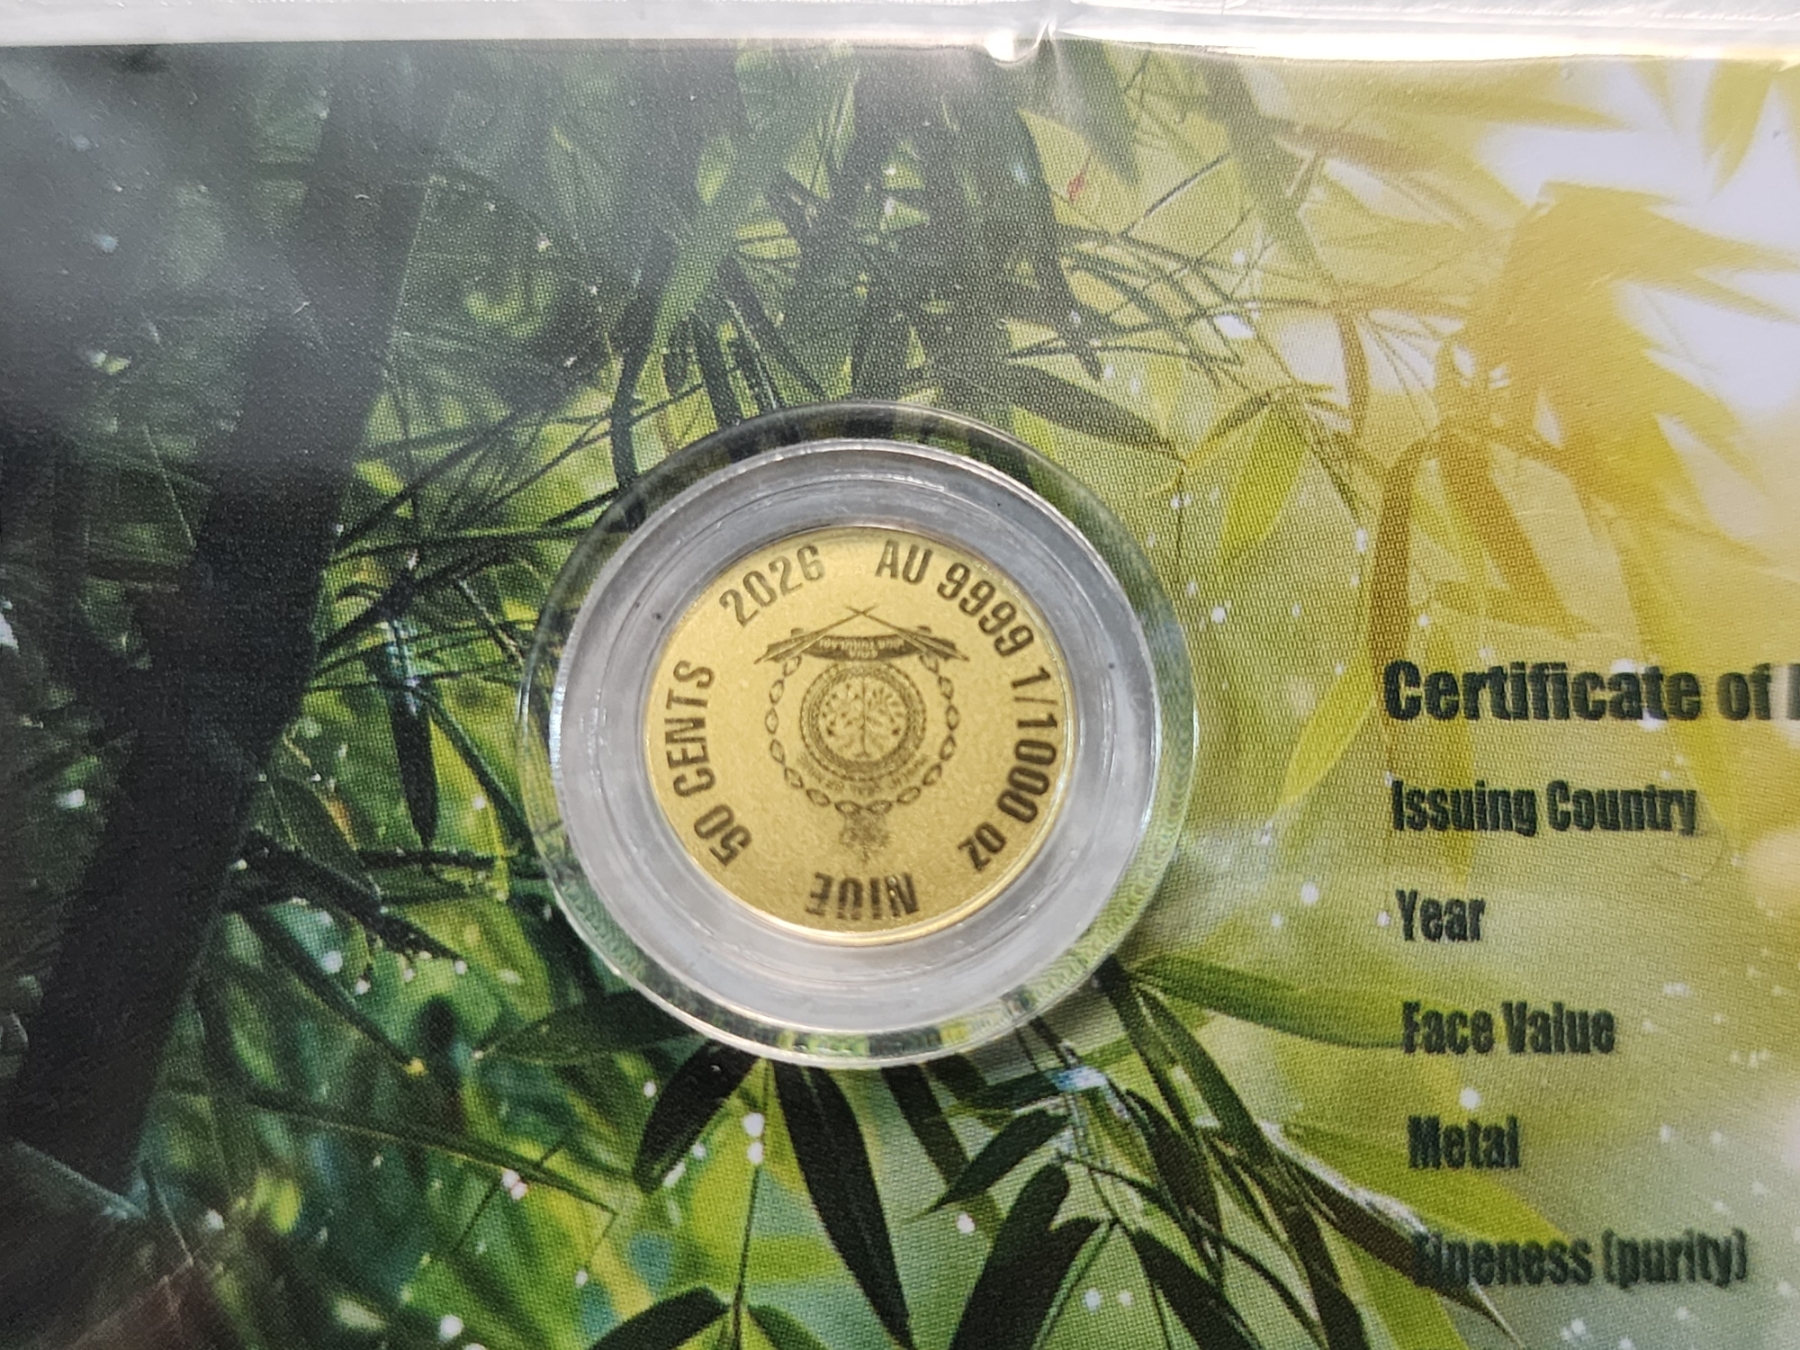 2026
AU 9999 1/1000 oz
50 CENTS
NIUE
Certificate of
Issuing Country
Year
Face Value
Metal
Fineness (purity)